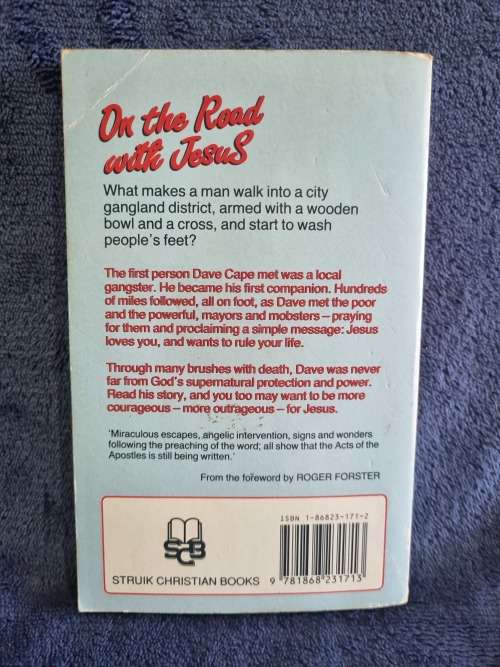 On the Road
with Jesus
What makes a man walk into a city
gangland district, armed with a wooden
bowl and a cross, and start to wash
people's feet?
The first person Dave Cape met was a local
gangster. He became his first companion. Hundreds
of miles followed, all on foot, as Dave met the poor
and the powerful, mayors and mobsters – praying
for them and proclaiming a simple message: Jesus
loves you, and wants to rule your life.
Through many brushes with death, Dave was never
far from God's supernatural protection and power.
Read his story, and you too may want to be more
courageous – more outrageous – for Jesus.
'Miraculous escapes, angelic intervention, signs and wonders
following the preaching of the word; all show that the Acts of the
Apostles is still being written.'
From the foreword by ROGER FORSTER
SCB
STRUIK CHRISTIAN BOOKS
ISBN 1-86823-171-2
9 781868 231713